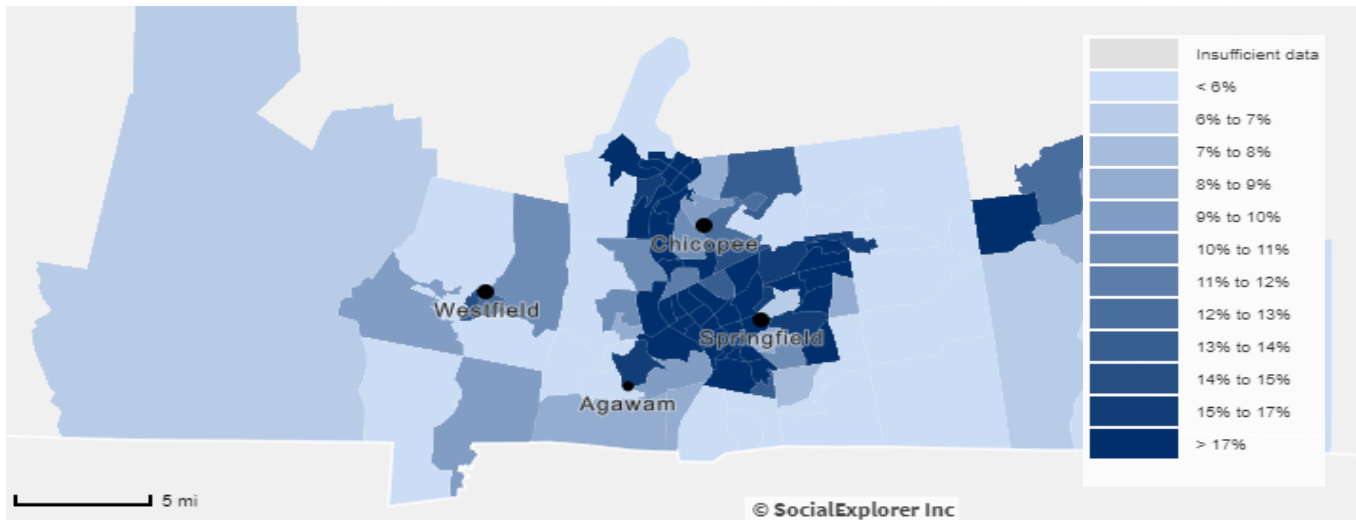 Insufficient data
< 6%
6% to 7%
7% to 8%
8% to 9%
9% to 10%
10% to 11%
11% to 12%
12% to 13%
13% to 14%
14% to 15%
15% to 17%
> 17%
Chicopee
Westfield
Springfield
Agawam
5 mi
© SocialExplorer Inc